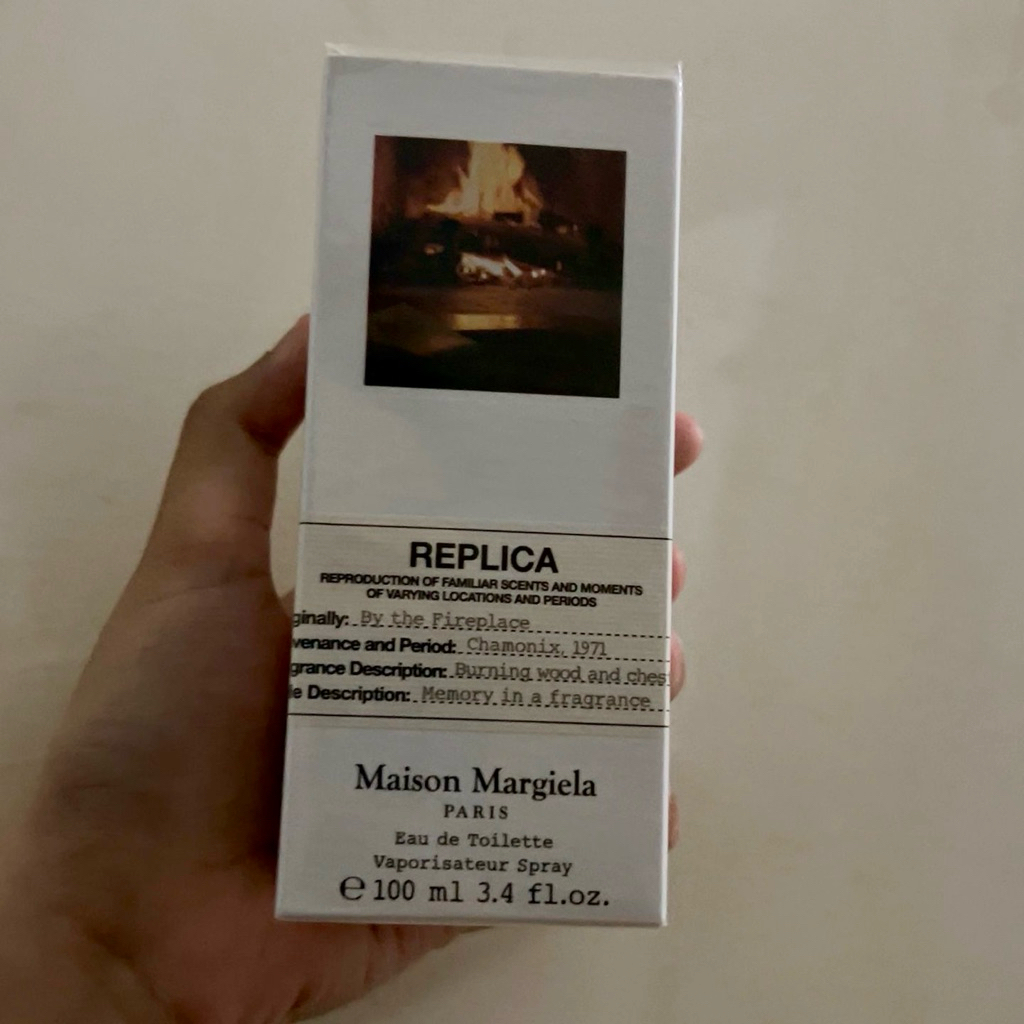 REPLICA
REPRODUCTION OF FAMILIAR SCENTS AND MOMENTS
OF VARYING LOCATIONS AND PERIODS
ginally: By the Fireplace
venance and Period: Chamonix, 1971
grance Description: Burning wood and ches
le Description: Memory in a fragrance
Maison Margiela
PARIS
Eau de Toilette
Vaporisateur Spray
℮ 100 ml 3.4 fl.oz.